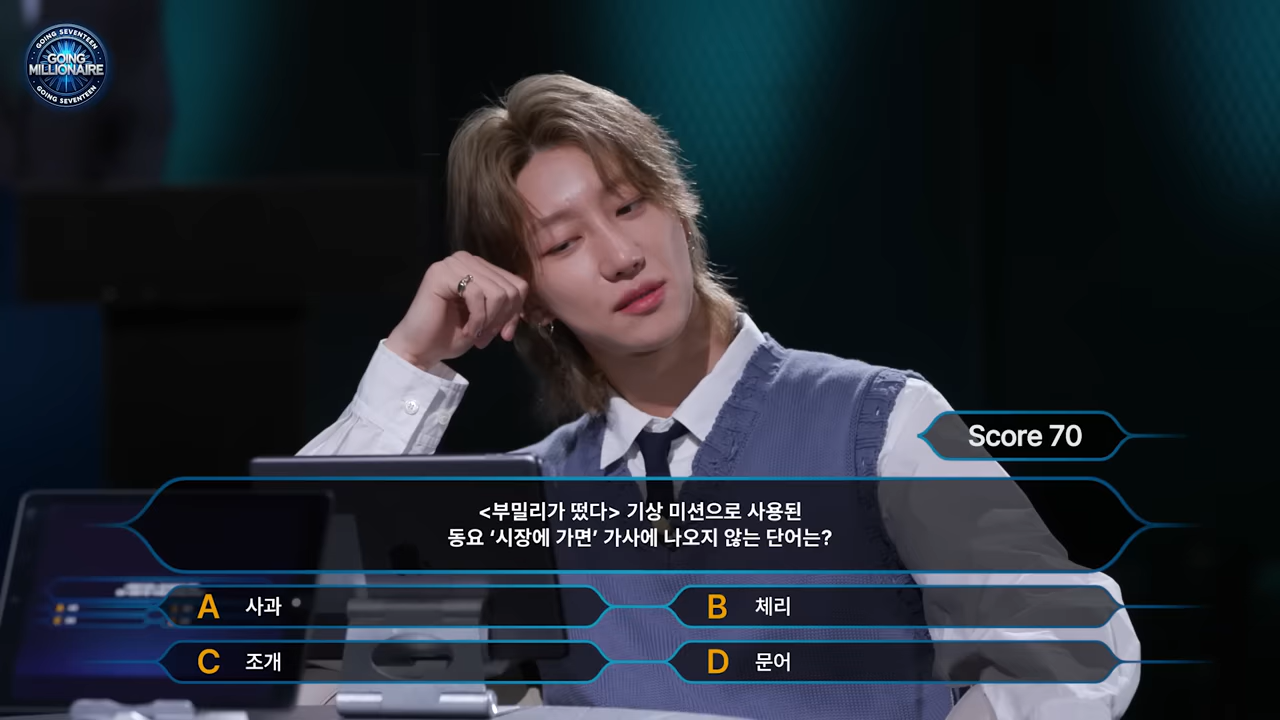 GOING SEVENTEEN
GOING
MILLIONAIRE
GOING SEVENTEEN
Score 70
<부밀리가 떴다> 기상 미션으로 사용된
동요 ‘시장에 가면’ 가사에 나오지 않는 단어는?
A 사과
B 체리
C 조개
D 문어